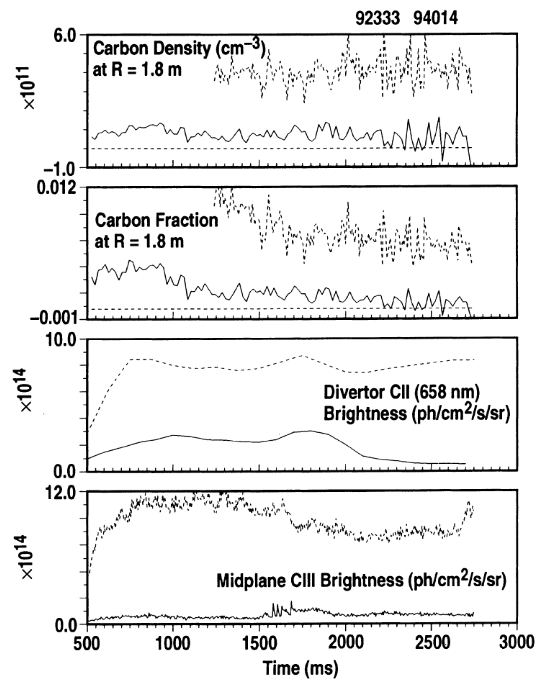 92333 94014
6.0
Carbon Density (cm–3)
at R = 1.8 m
×10¹¹
–1.0
0.012
Carbon Fraction
at R = 1.8 m
–0.001
10.0
×10¹⁴
Divertor CII (658 nm)
Brightness (ph/cm²/s/sr)
0.0
12.0
×10¹⁴
Midplane CIII Brightness (ph/cm²/s/sr)
0.0
500 1000 1500 2000 2500 3000
Time (ms)